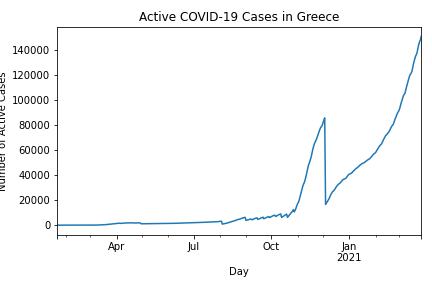 Active COVID-19 Cases in Greece
Number of Active Cases
140000
120000
100000
80000
60000
40000
20000
0
Apr
Jul
Oct
Jan
2021
Day